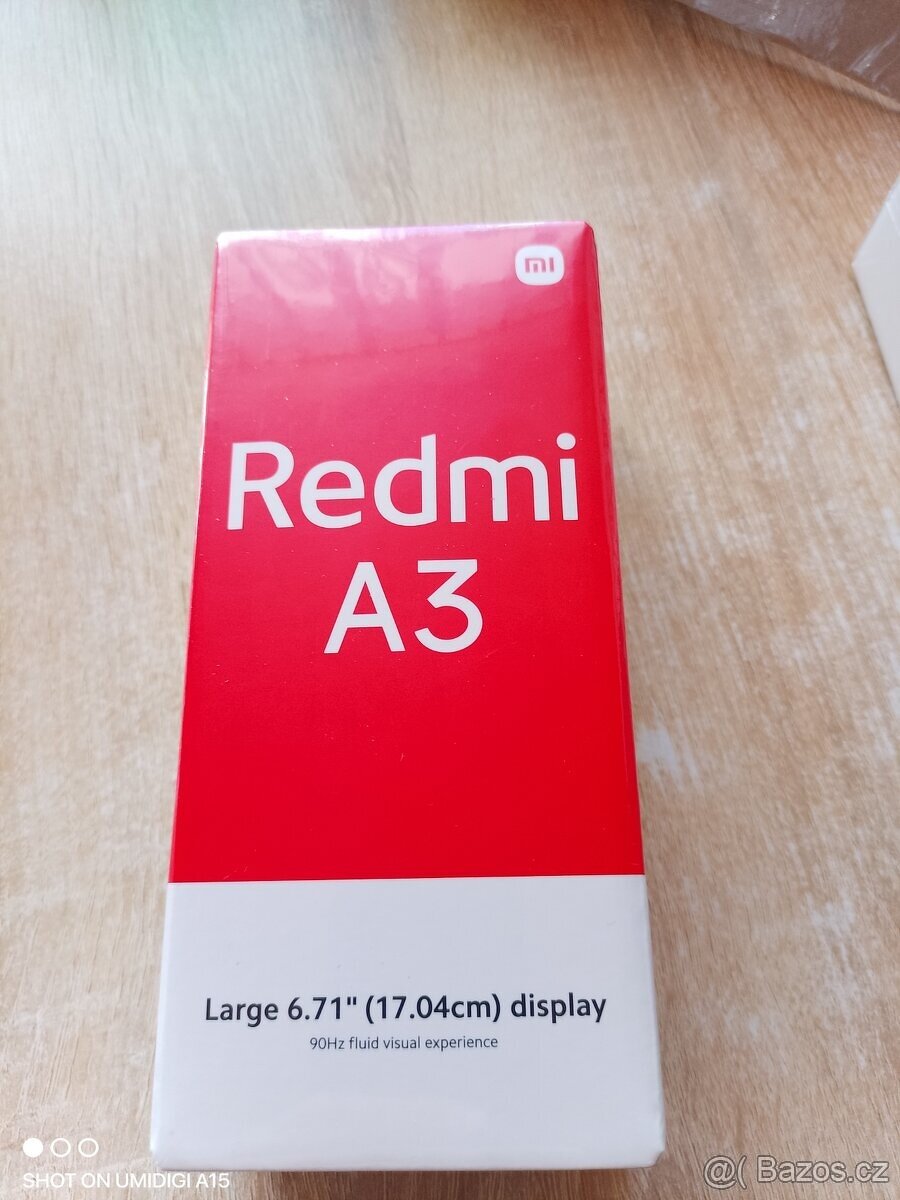 mi
Redmi
A3
Large 6.71" (17.04cm) display
90Hz fluid visual experience
SHOT ON UMIDIGI A15
@( Bazos.cz